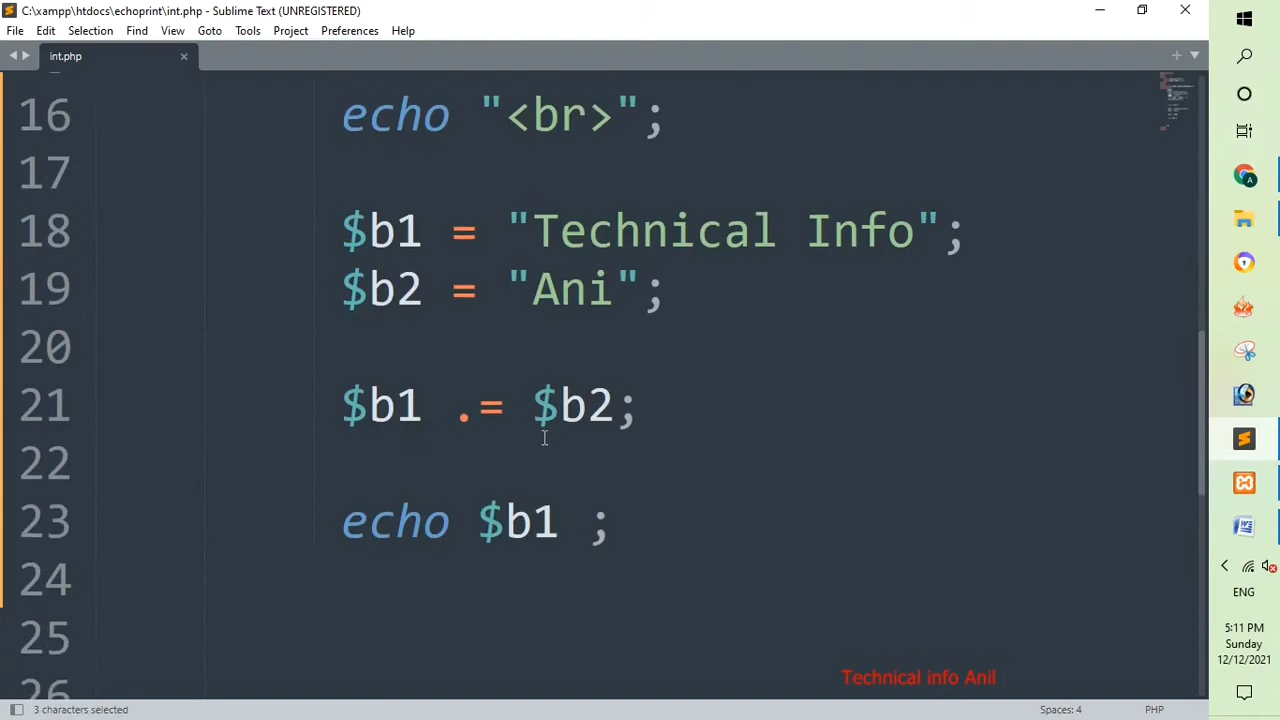 C:\xampp\htdocs\echoprint\int.php - Sublime Text (UNREGISTERED)
File Edit Selection Find View Goto Tools Project Preferences Help
int.php
16 echo "<br>";
17
18 $b1 = "Technical Info";
19 $b2 = "Ani";
20
21 $b1 .= $b2;
22
23 echo $b1 ;
24
25
26
Technical info Anil
3 characters selected
Spaces: 4
PHP
ENG
5:11 PM
Sunday
12/12/2021